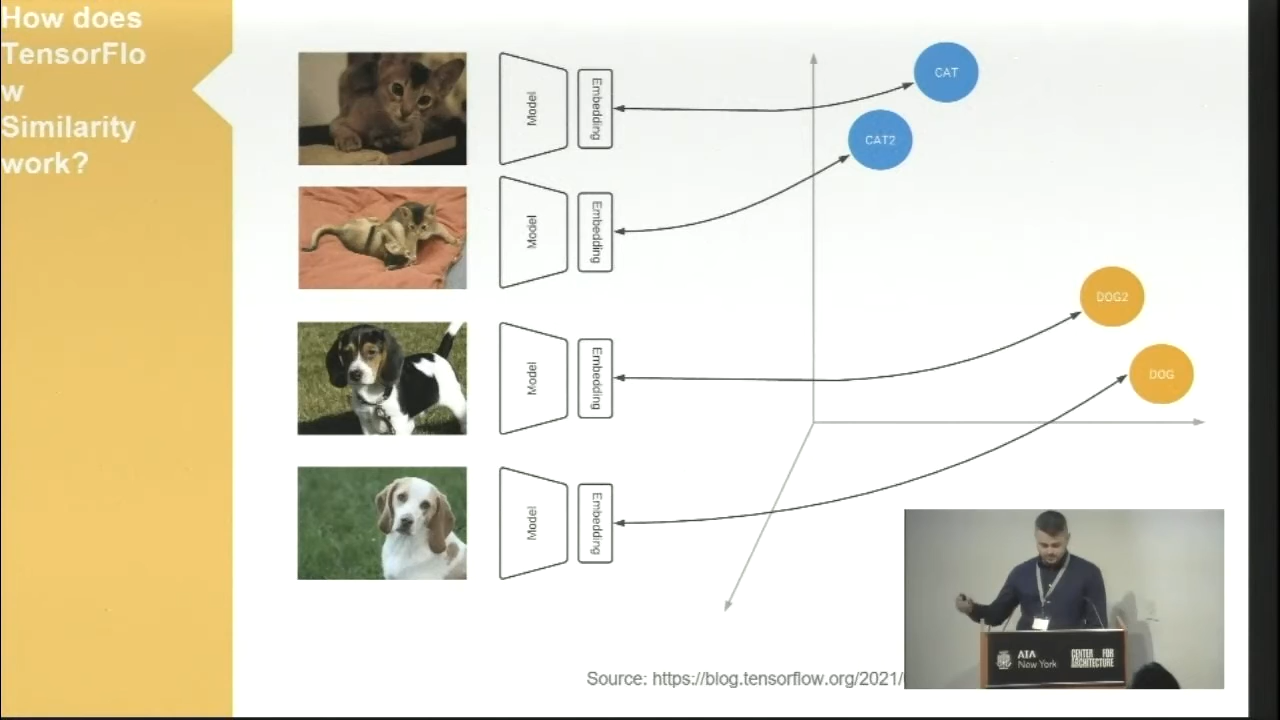 How does
TensorFlo
w
Similarity
work?
Model
Embedding
CAT
CAT2
Model
Embedding
DOG2
Model
Embedding
DOG
Model
Embedding
AIA
New York
CENTER FOR
ARCHITECTURE
Source: https://blog.tensorflow.org/2021/